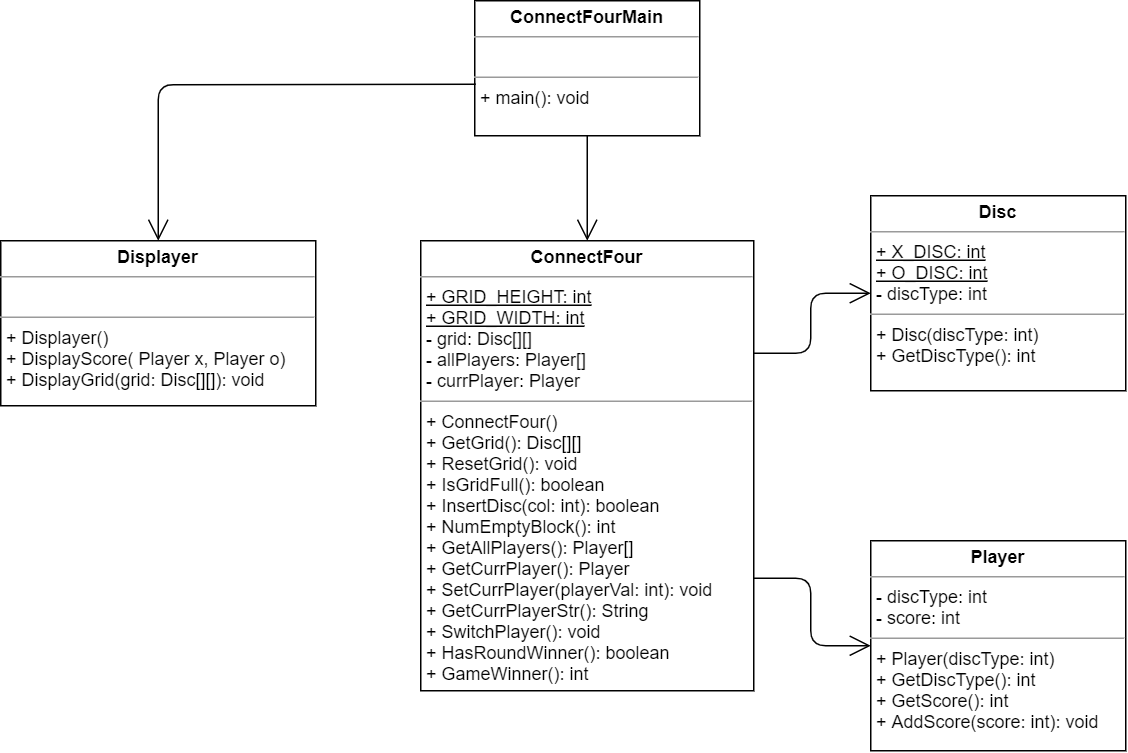 ConnectFourMain
+ main(): void
Displayer
+ Displayer()
+ DisplayScore( Player x, Player o)
+ DisplayGrid(grid: Disc[][]): void
ConnectFour
+ GRID_HEIGHT: int
+ GRID_WIDTH: int
- grid: Disc[][]
- allPlayers: Player[]
- currPlayer: Player
+ ConnectFour()
+ GetGrid(): Disc[][]
+ ResetGrid(): void
+ IsGridFull(): boolean
+ InsertDisc(col: int): boolean
+ NumEmptyBlock(): int
+ GetAllPlayers(): Player[]
+ GetCurrPlayer(): Player
+ SetCurrPlayer(playerVal: int): void
+ GetCurrPlayerStr(): String
+ SwitchPlayer(): void
+ HasRoundWinner(): boolean
+ GameWinner(): int
Disc
+ X_DISC: int
+ O_DISC: int
- discType: int
+ Disc(discType: int)
+ GetDiscType(): int
Player
- discType: int
- score: int
+ Player(discType: int)
+ GetDiscType(): int
+ GetScore(): int
+ AddScore(score: int): void